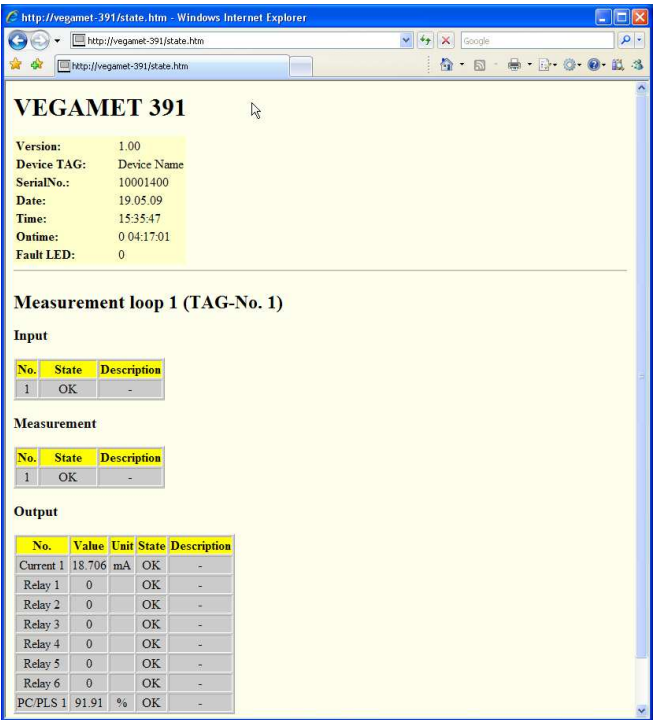 http://vegamet-391/state.htm - Windows Internet Explorer
http://vegamet-391/state.htm
Google
http://vegamet-391/state.htm
VEGAMET 391
Version: 1.00
Device TAG: Device Name
SerialNo.: 10001400
Date: 19.05.09
Time: 15:35:47
Ontime: 0 04:17:01
Fault LED: 0
Measurement loop 1 (TAG-No. 1)
Input
No. State Description
1 OK -
Measurement
No. State Description
1 OK -
Output
No. Value Unit State Description
Current 1 18.706 mA OK -
Relay 1 0 OK -
Relay 2 0 OK -
Relay 3 0 OK -
Relay 4 0 OK -
Relay 5 0 OK -
Relay 6 0 OK -
PC/PLS 1 91.91 % OK -